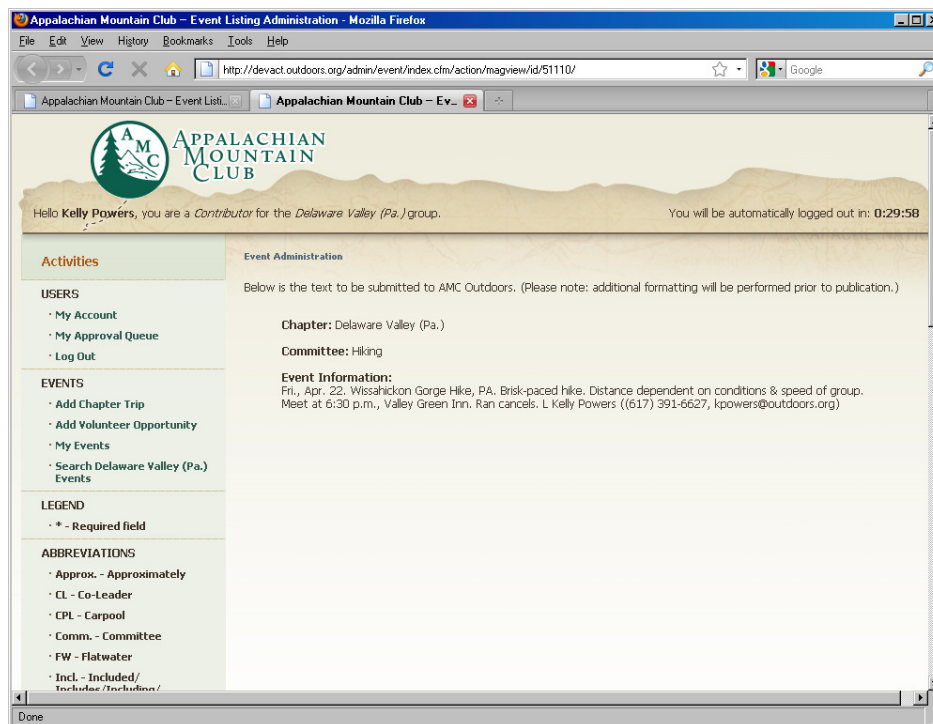 Appalachian Mountain Club – Event Listing Administration - Mozilla Firefox
File Edit View History Bookmarks Tools Help
http://devact.outdoors.org/admin/event/index.cfm/action/magview/id/51110/
Google
Appalachian Mountain Club – Event Listi...
Appalachian Mountain Club – Ev...
AMC
APPALACHIAN
MOUNTAIN
CLUB
Hello Kelly Powers, you are a Contributor for the Delaware Valley (Pa.) group.
You will be automatically logged out in: 0:29:58
Activities
USERS
· My Account
· My Approval Queue
· Log Out
EVENTS
· Add Chapter Trip
· Add Volunteer Opportunity
· My Events
· Search Delaware Valley (Pa.)
Events
LEGEND
· * - Required field
ABBREVIATIONS
· Approx. - Approximately
· CL - Co-Leader
· CPL - Carpool
· Comm. - Committee
· FW - Flatwater
· Incl. - Included/
Includes/Including/
Event Administration
Below is the text to be submitted to AMC Outdoors. (Please note: additional formatting will be performed prior to publication.)
Chapter: Delaware Valley (Pa.)
Committee: Hiking
Event Information:
Fri., Apr. 22. Wissahickon Gorge Hike, PA. Brisk-paced hike. Distance dependent on conditions & speed of group.
Meet at 6:30 p.m., Valley Green Inn. Ran cancels. L Kelly Powers ((617) 391-6627, kpowers@outdoors.org)
Done